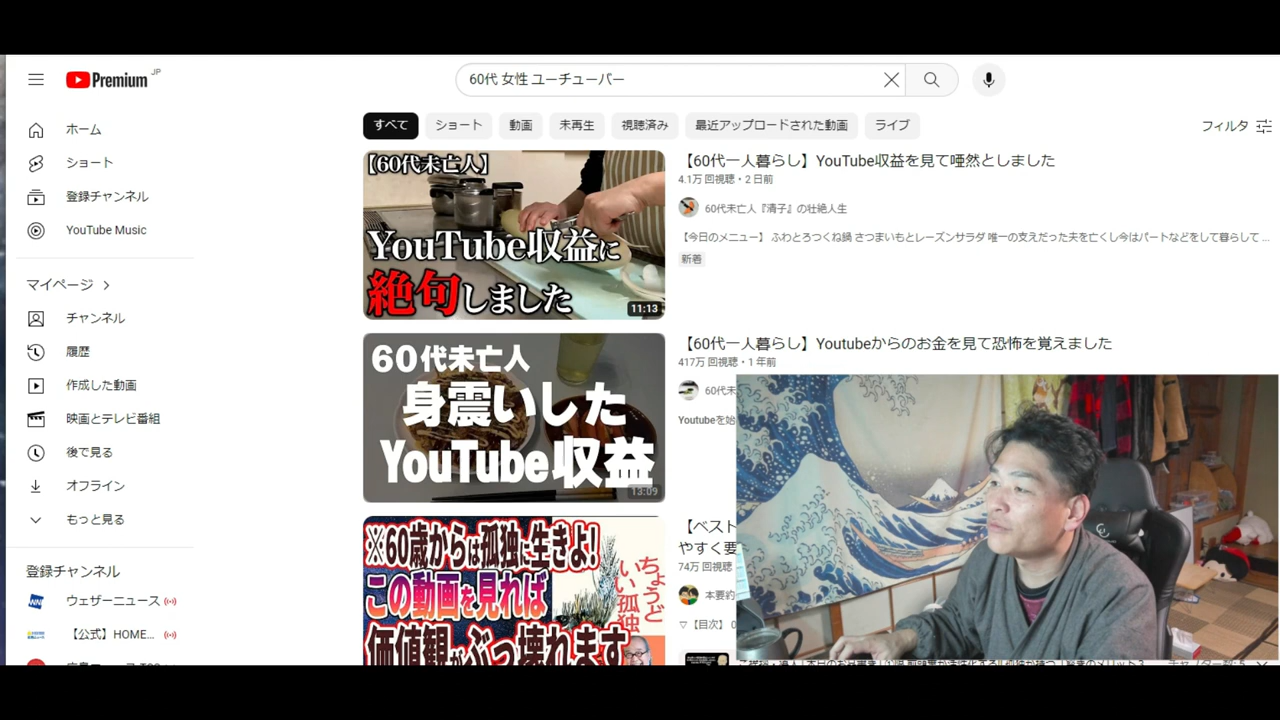 Premium JP
60代 女性 ユーチューバー
ホーム
ショート
登録チャンネル
YouTube Music
マイページ
チャンネル
履歴
作成した動画
映画とテレビ番組
後で見る
オフライン
もっと見る
登録チャンネル
ウェザーニュース
【公式】HOME...
すべて
ショート
動画
未再生
視聴済み
最近アップロードされた動画
ライブ
フィルタ
【60代未亡人】
YouTube収益に
絶句しました
11:13
【60代一人暮らし】YouTube収益を見て唖然としました
4.1万 回視聴・2 日前
60代未亡人『清子』の壮絶人生
【今日のメニュー】 ふわとろつくね鍋 さつまいもとレーズンサラダ 唯一の支えだった夫を亡くし今はパートなどをして暮らして ...
新着
60代未亡人
身震いした
YouTube収益
13:09
【60代一人暮らし】Youtubeからのお金を見て恐怖を覚えました
417万 回視聴・1 年前
60代未
Youtubeを始
※60歳からは孤独に生きよ!
この動画を見れば
価値観がぶっ壊れます
ちょうど
いい孤独
【ベスト
やすく要
74万 回視聴
本要約
▽【目次】 0